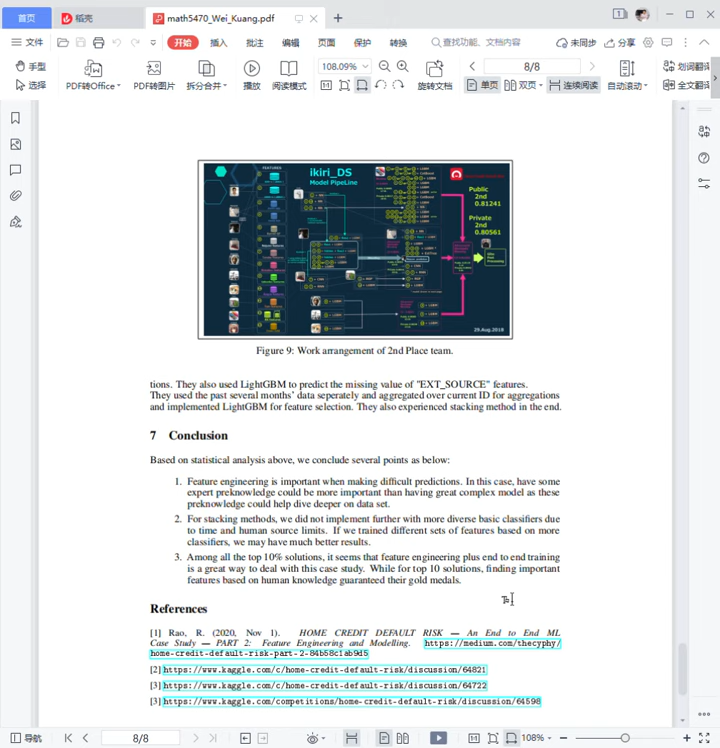 首页
稻壳
math5470_Wei_Kuang.pdf
文件
开始
插入
批注
编辑
页面
保护
转换
查找功能、文档内容
未同步
分享
手型
选择
PDF转Office
PDF转图片
拆分合并
播放
阅读模式
108.09%
旋转文档
8/8
单页
双页
连续阅读
自动滚动
划词翻译
全文翻译
FEATURES
ikiri_DS
Model PipeLine
Public
2nd
0.81241
Private
2nd
0.80561
29.Aug.2018
Figure 9: Work arrangement of 2nd Place team.
tions. They also used LightGBM to predict the missing value of "EXT_SOURCE" features.
They used the past several months' data seperately and aggregated over current ID for aggregations
and implemented LightGBM for feature selection. They also experienced stacking method in the end.
7 Conclusion
Based on statistical analysis above, we conclude several points as below:
1. Feature engineering is important when making difficult predictions. In this case, have some
expert preknowledge could be more important than having great complex model as these
preknowledge could help dive deeper on data set.
2. For stacking methods, we did not implement further with more diverse basic classifiers due
to time and human source limits. If we trained different sets of features based on more
classifiers, we may have much better results.
3. Among all the top 10% solutions, it seems that feature engineering plus end to end training
is a great way to deal with this case study. While for top 10 solutions, finding important
features based on human knowledge guaranteed their gold medals.
References
[1] Rao, R. (2020, Nov 1). HOME CREDIT DEFAULT RISK — An End to End ML
Case Study — PART 2: Feature Engineering and Modelling. https://medium.com/thecyphy/
home-credit-default-risk-part-2-84b58c1ab9d5
[2] https://www.kaggle.com/c/home-credit-default-risk/discussion/64821
[3] https://www.kaggle.com/c/home-credit-default-risk/discussion/64722
[3] https://www.kaggle.com/competitions/home-credit-default-risk/discussion/64598
导航
8/8
108%